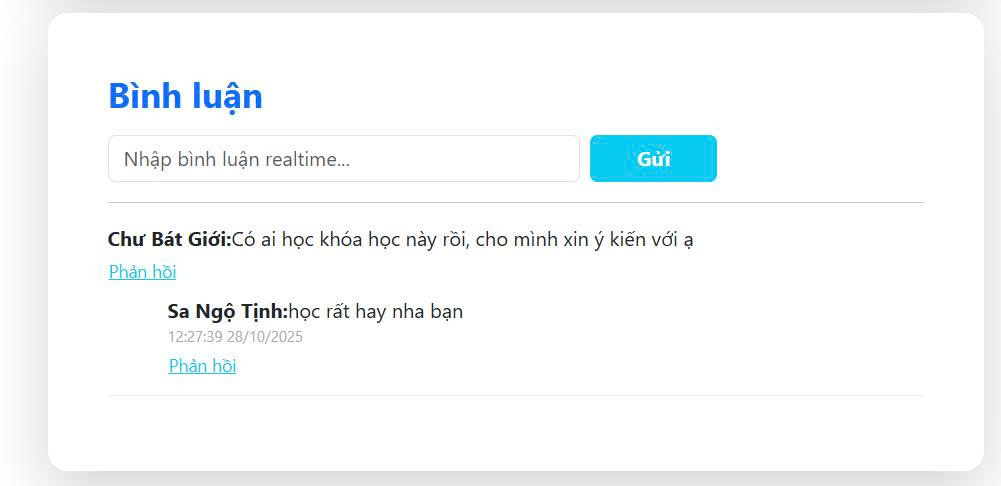 Bình luận
Nhập bình luận realtime...
Gửi
Chư Bát Giới:Có ai học khóa học này rồi, cho mình xin ý kiến với ạ
Phản hồi
Sa Ngộ Tịnh:học rất hay nha bạn
12:27:39 28/10/2025
Phản hồi